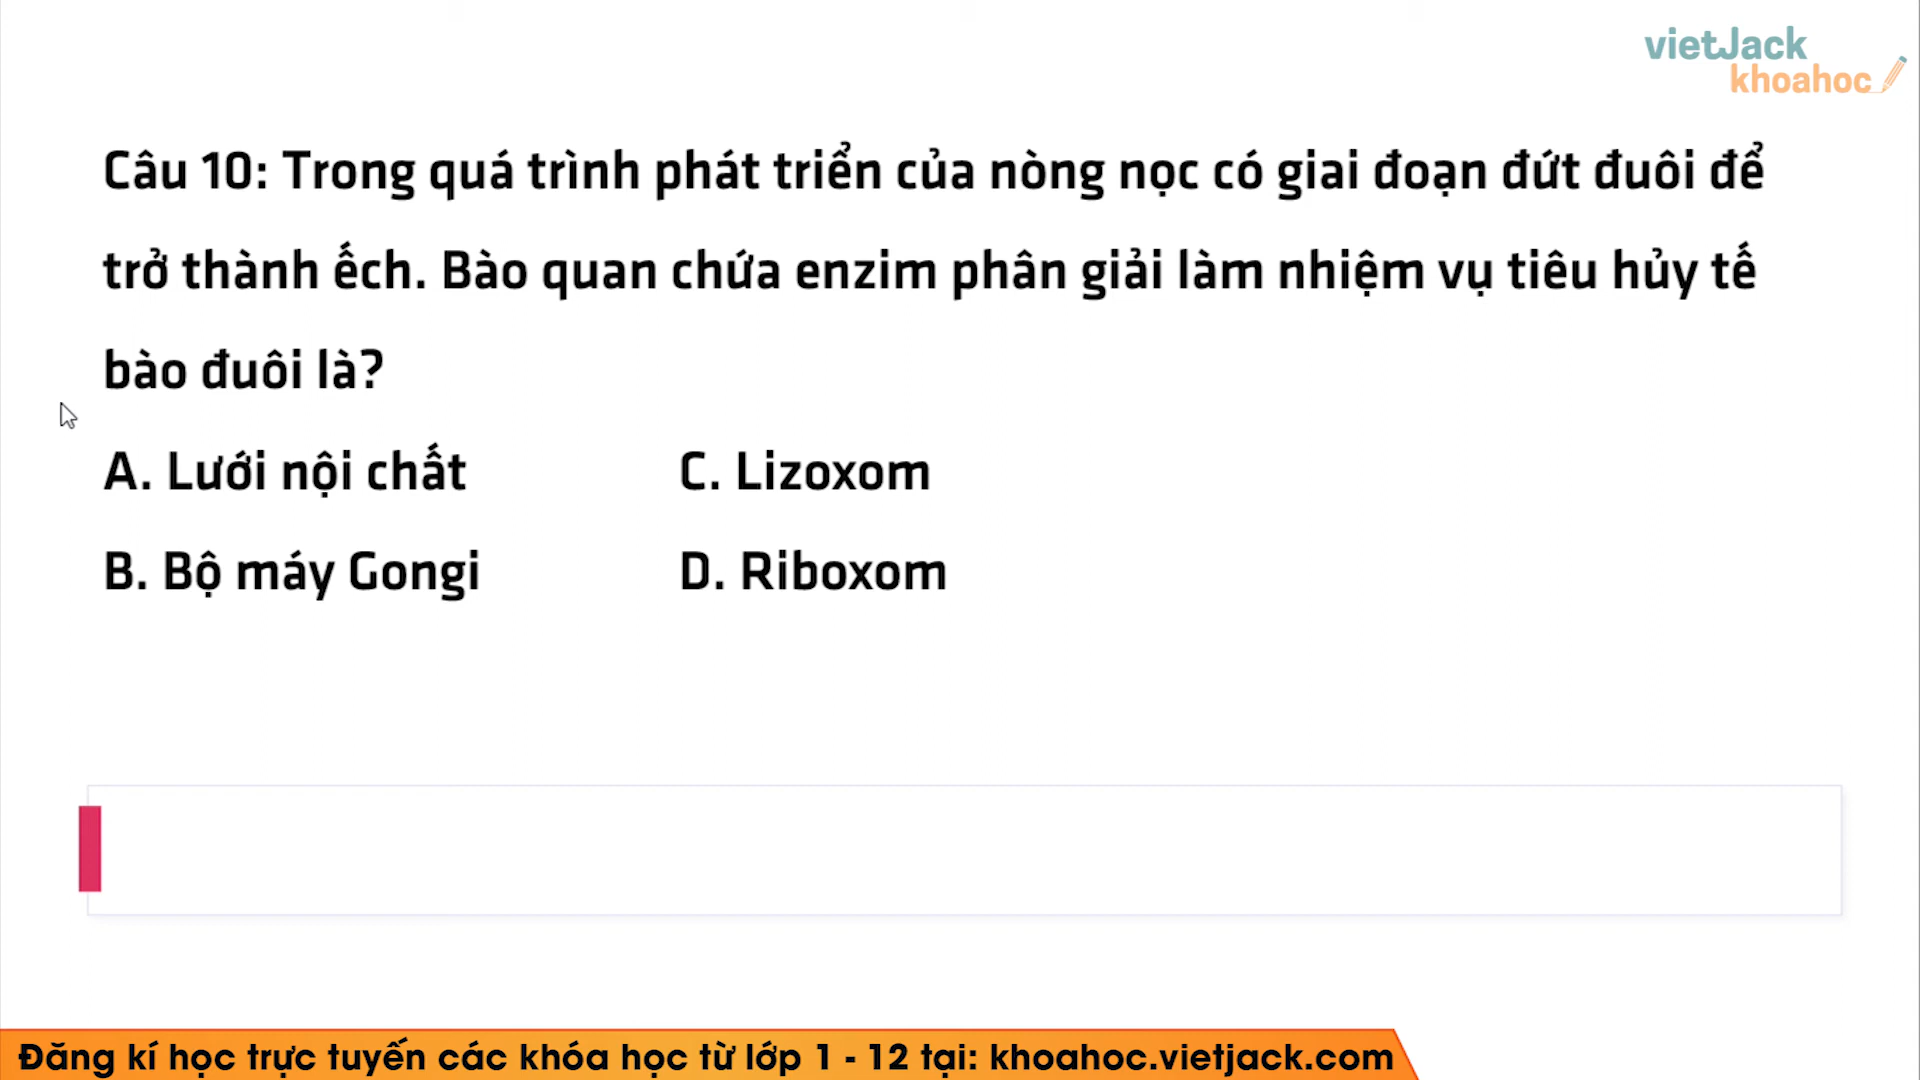 vietJack
khoahoc
Câu 10: Trong quá trình phát triển của nòng nọc có giai đoạn đứt đuôi để
trở thành ếch. Bào quan chứa enzim phân giải làm nhiệm vụ tiêu hủy tế
bào đuôi là?
A. Lưới nội chất C. Lizoxom
B. Bộ máy Gongi D. Riboxom
Đăng kí học trực tuyến các khóa học từ lớp 1 - 12 tại: khoahoc.vietjack.com